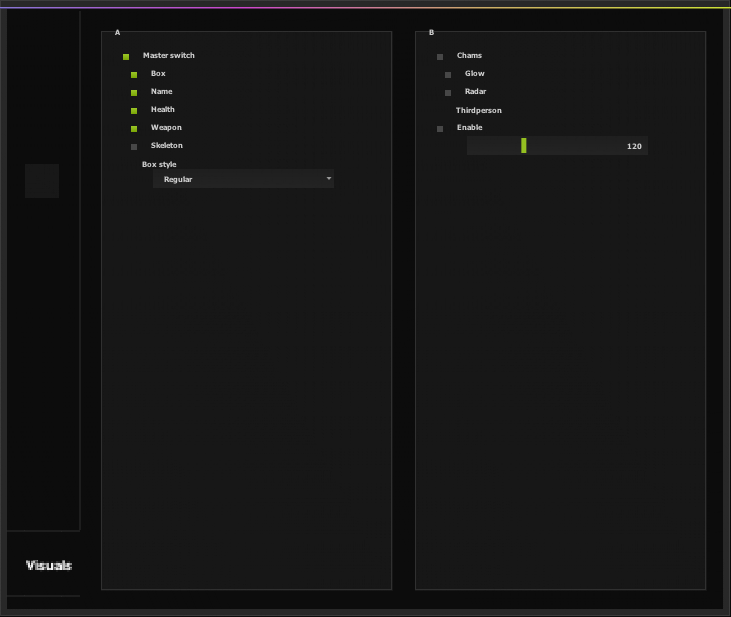 A
Master switch
Box
Name
Health
Weapon
Skeleton
Box style
Regular
B
Chams
Glow
Radar
Thirdperson
Enable
120
Visuals